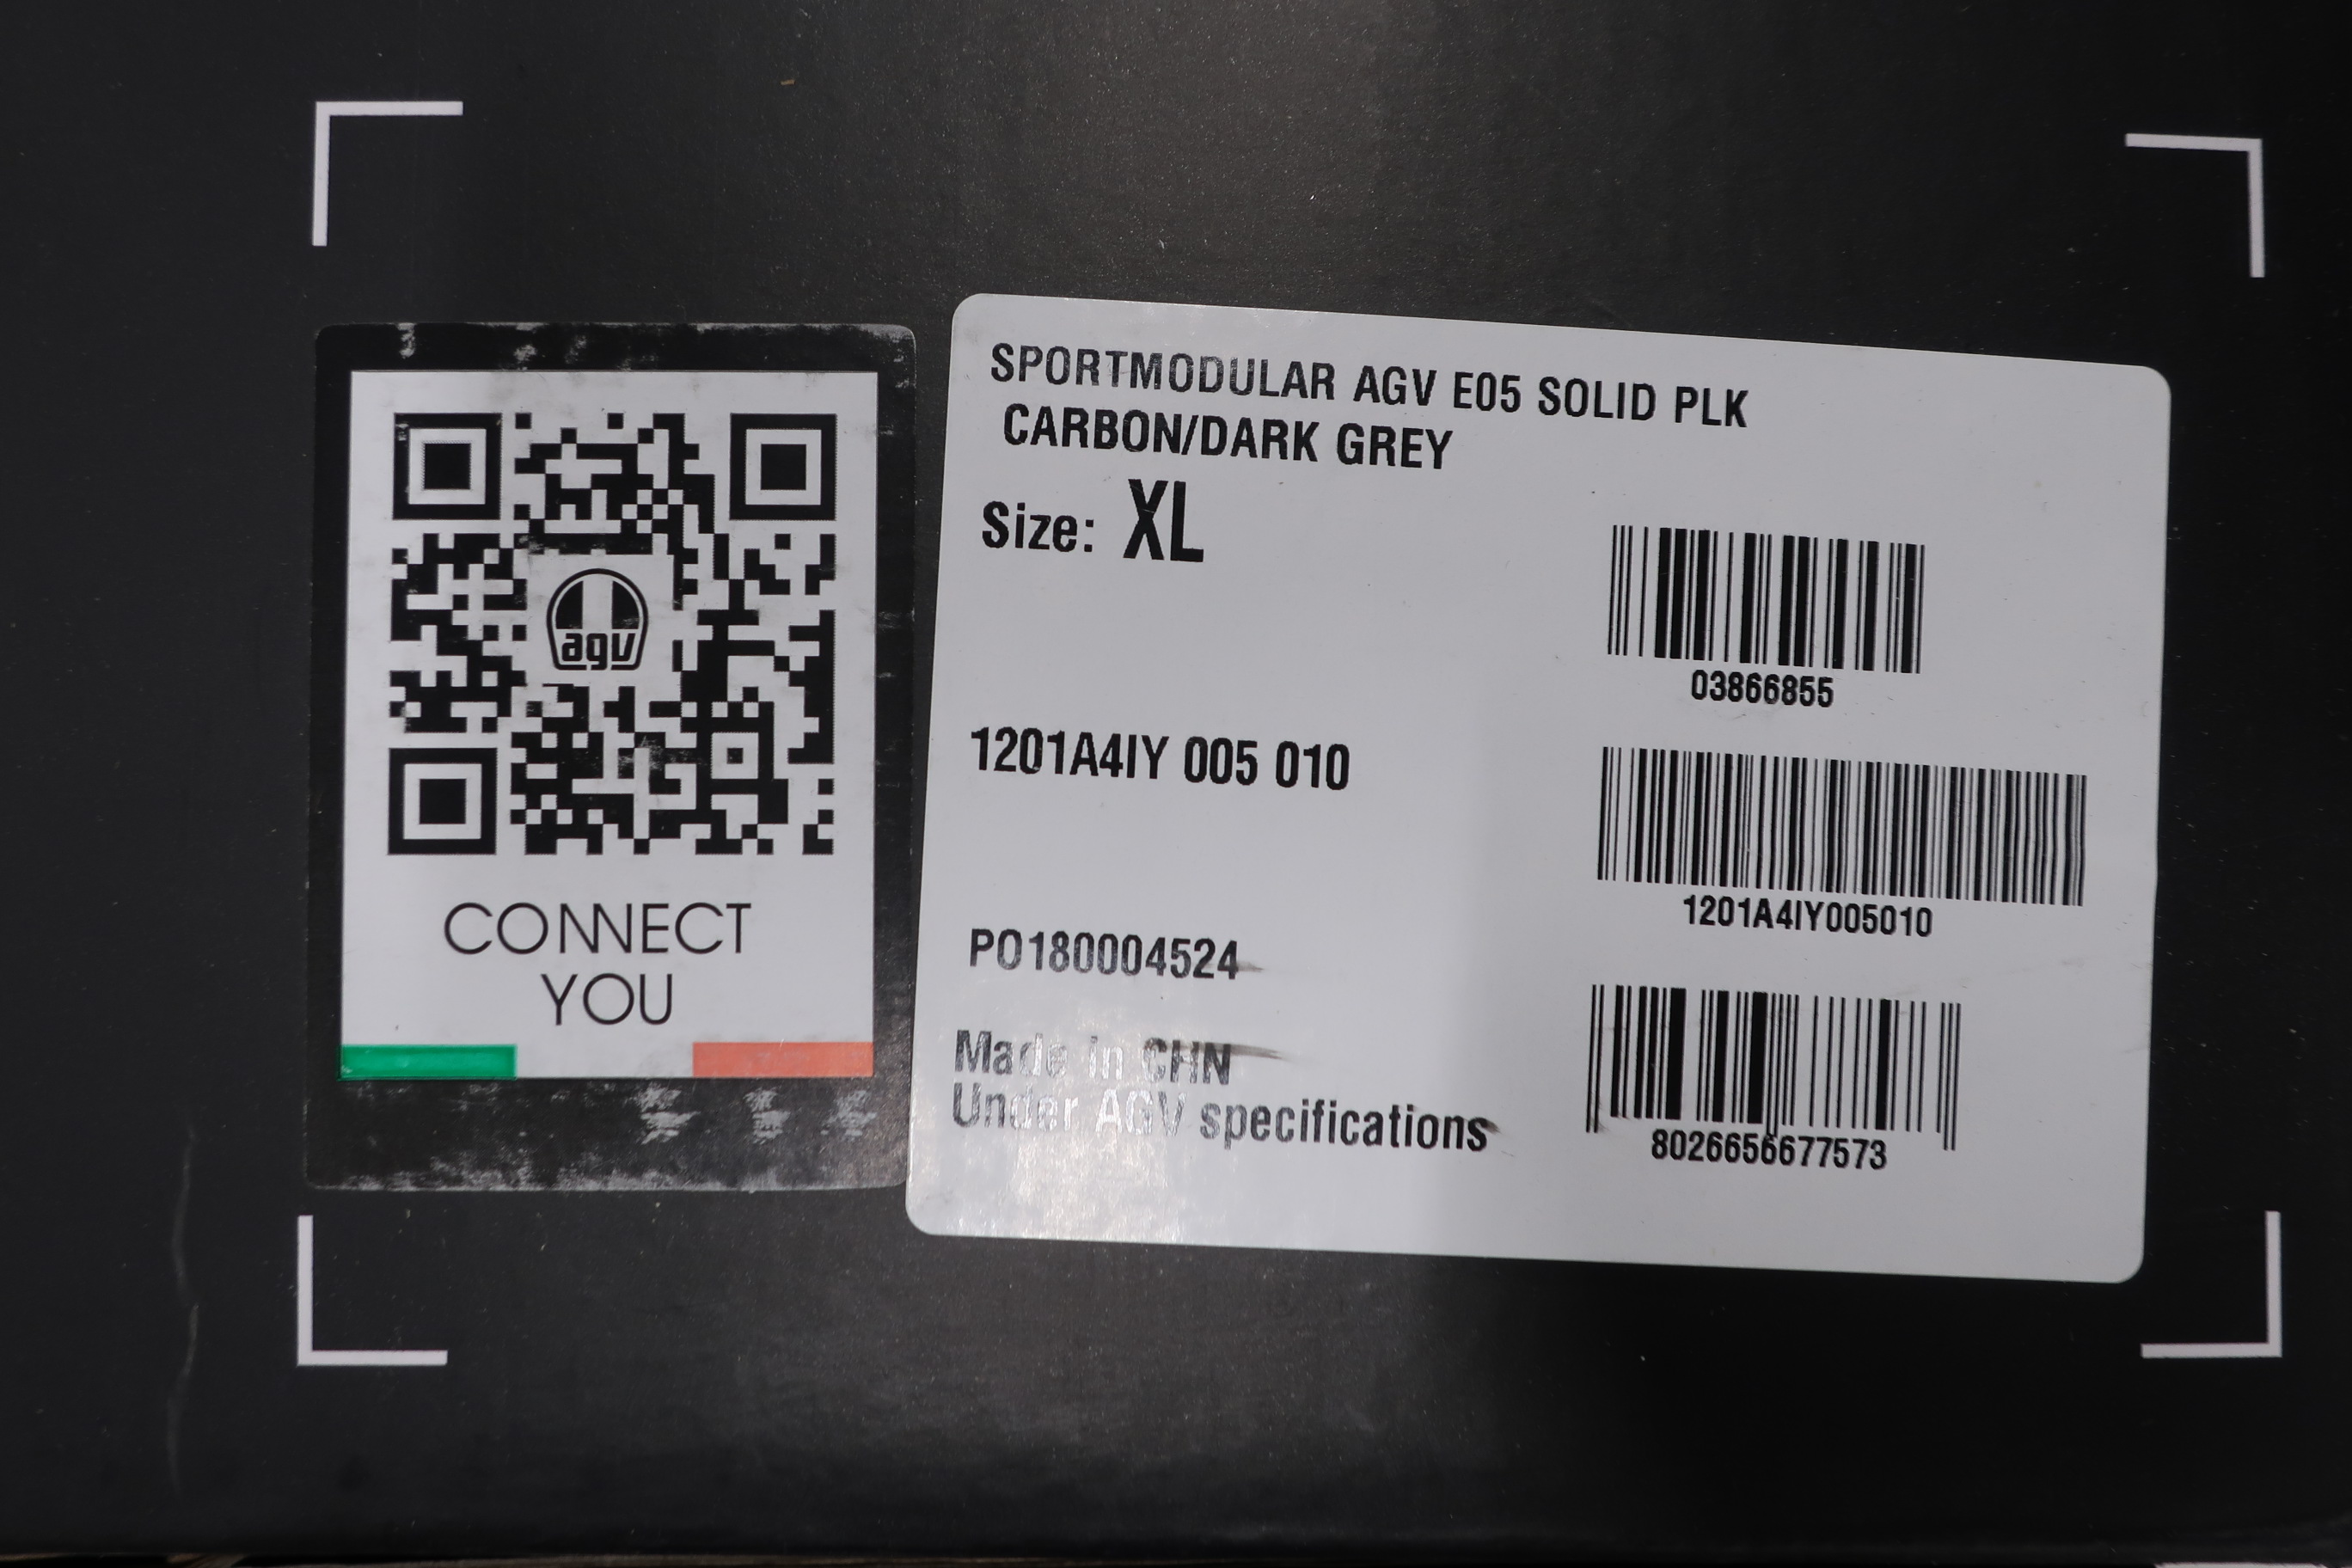 agv
CONNECT
YOU
SPORTMODULAR AGV E05 SOLID PLK
CARBON/DARK GREY
Size: XL
03866855
1201A4IY 005 010
1201A4IY005010
PO180004524
Made in CHN
Under AGV specifications
8026656677573